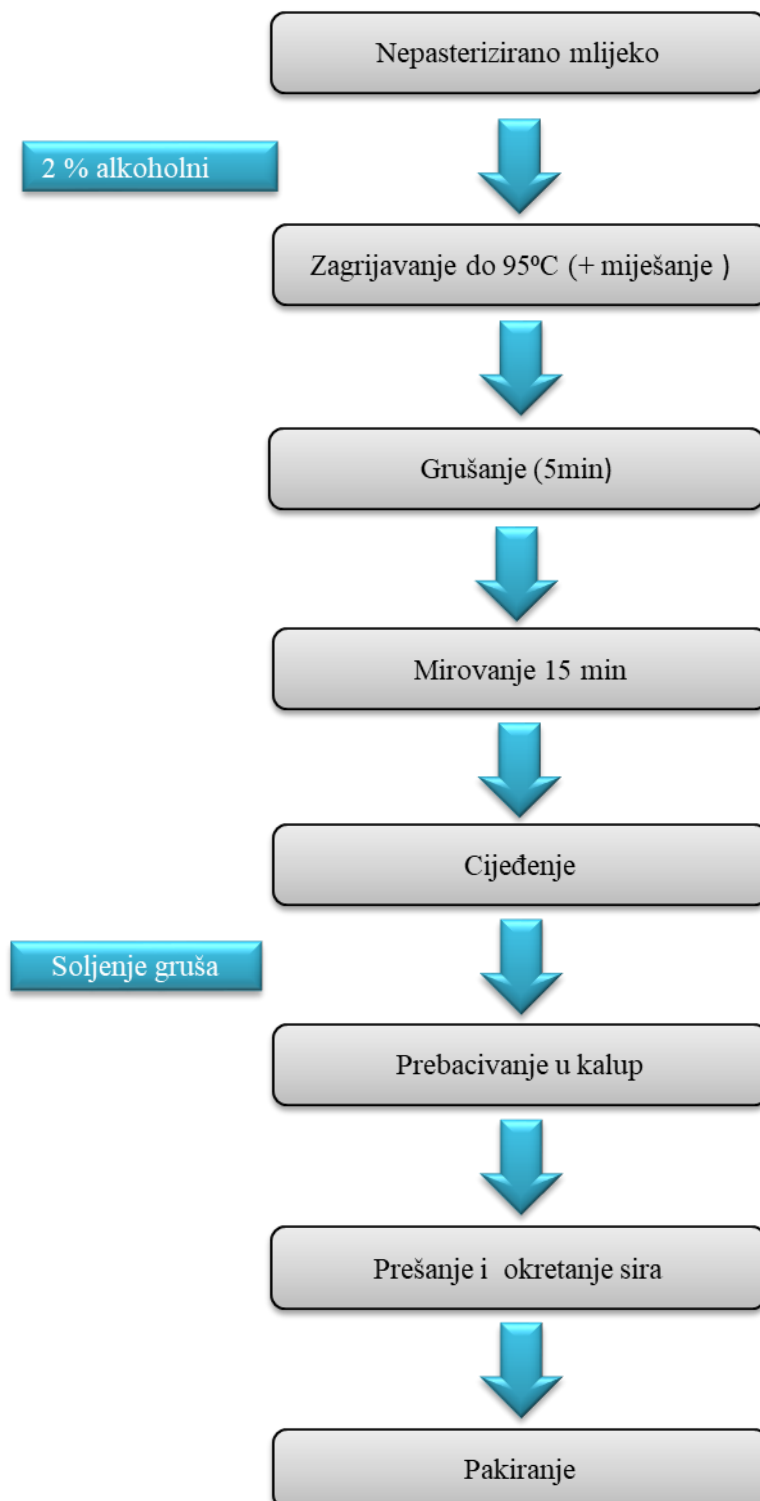 Nepasterizirano mlijeko
2 % alkoholni
Zagrijavanje do 95ºC (+ miješanje )
Grušanje (5min)
Mirovanje 15 min
Cijeđenje
Soljenje gruša
Prebacivanje u kalup
Prešanje i okretanje sira
Pakiranje